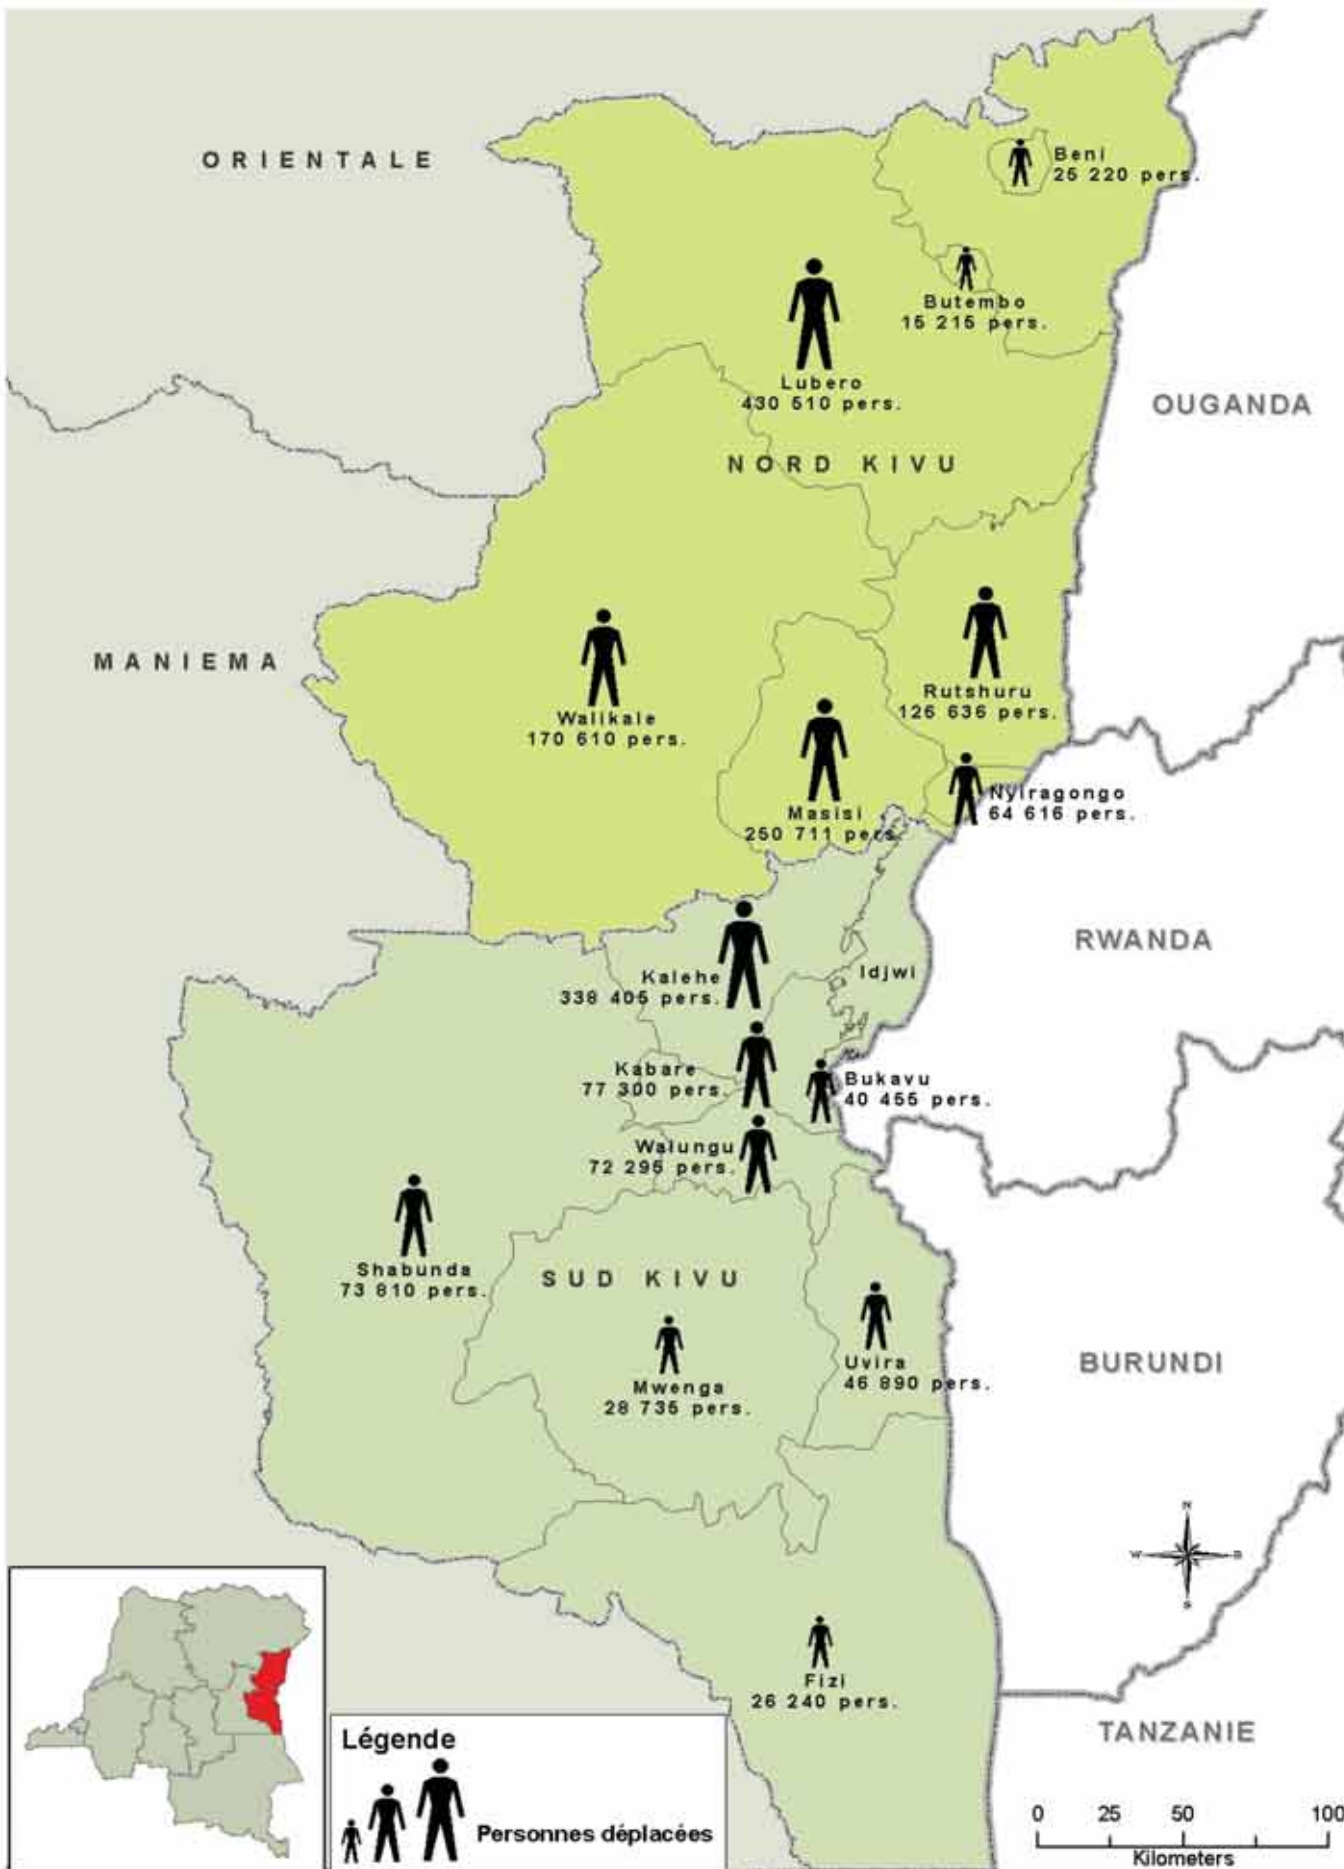 ORIENTALE
Beni
25 220 pers.
Butembo
15 215 pers.
Lubero
430 510 pers.
OUGANDA
NORD KIVU
MANIEMA
Walikale
170 610 pers.
Rutshuru
126 636 pers.
Masisi
250 711 pers.
Nyiragongo
64 616 pers.
RWANDA
Kalehe
338 405 pers.
Idjwi
Kabare
77 300 pers.
Bukavu
40 455 pers.
Walungu
72 295 pers.
Shabunda
73 810 pers.
SUD KIVU
Uvira
46 890 pers.
Mwenga
28 735 pers.
BURUNDI
N
W
E
S
Fizi
26 240 pers.
TANZANIE
Légende
Personnes déplacées
0 25 50 100
Kilometers